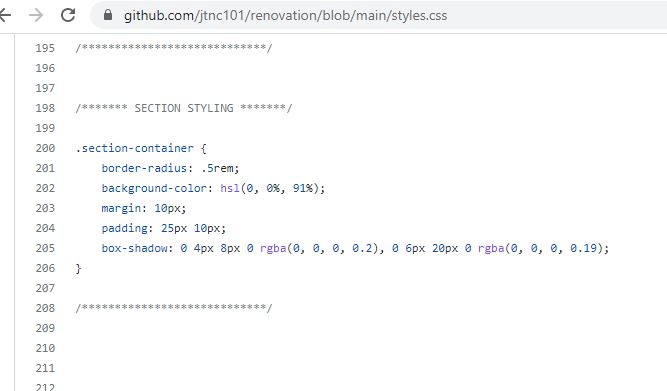 github.com/jtnc101/renovation/blob/main/styles.css
195 /****************************/
196
197
198 /******* SECTION STYLING *******/
199
200 .section-container {
201     border-radius: .5rem;
202     background-color: hsl(0, 0%, 91%);
203     margin: 10px;
204     padding: 25px 10px;
205     box-shadow: 0 4px 8px 0 rgba(0, 0, 0, 0.2), 0 6px 20px 0 rgba(0, 0, 0, 0.19);
206 }
207
208 /****************************/
209
210
211
212